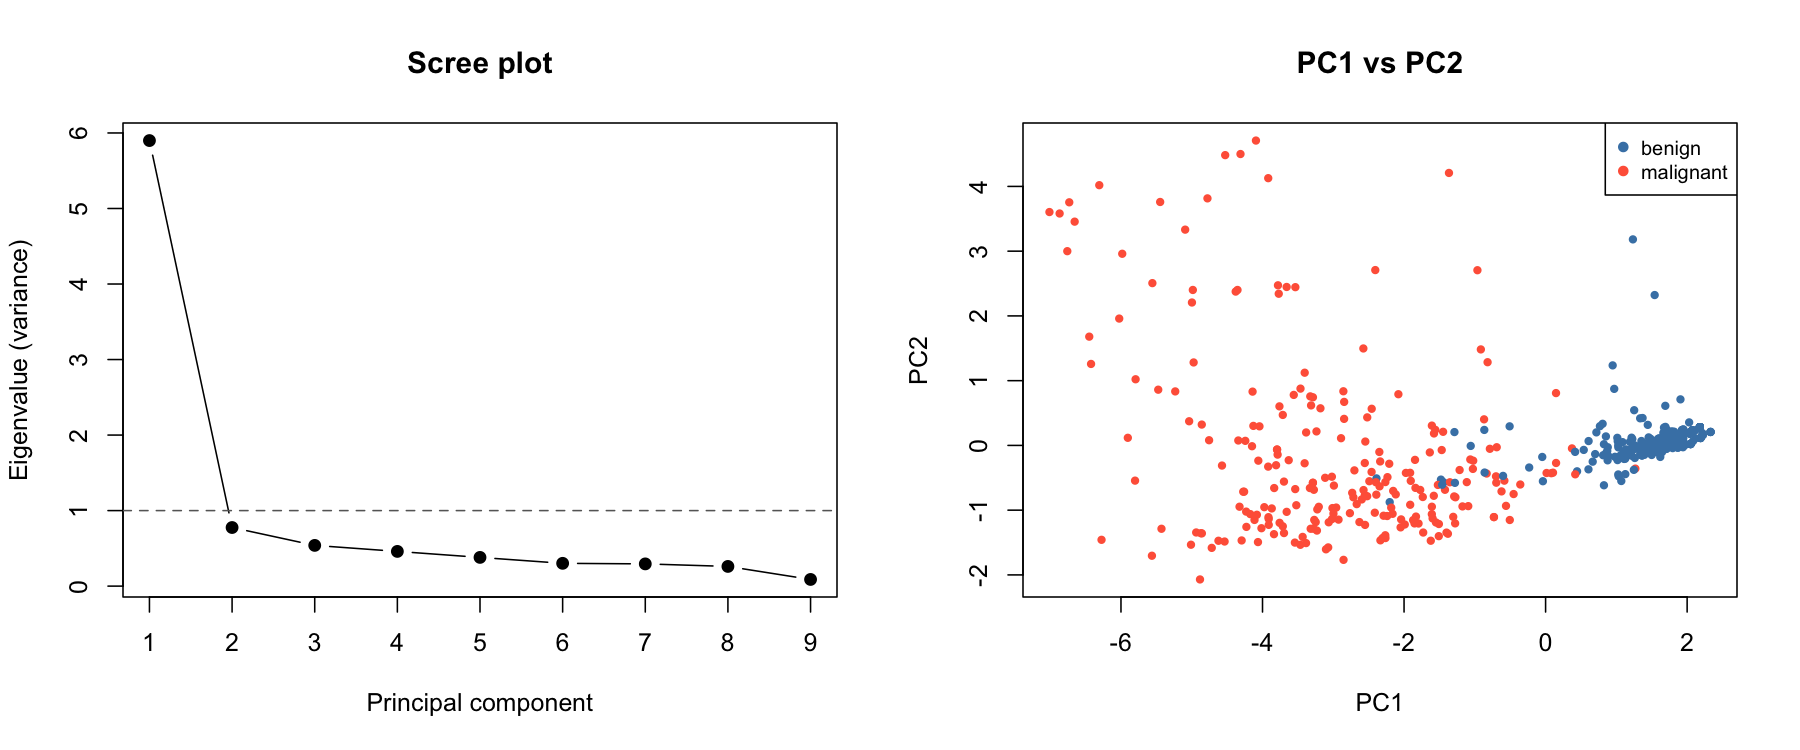 Scree plot
Eigenvalue (variance)
6
5
4
3
2
1
0
1 2 3 4 5 6 7 8 9
Principal component
PC1 vs PC2
benign
malignant
PC2
4
3
2
1
0
-1
-2
-6 -4 -2 0 2
PC1